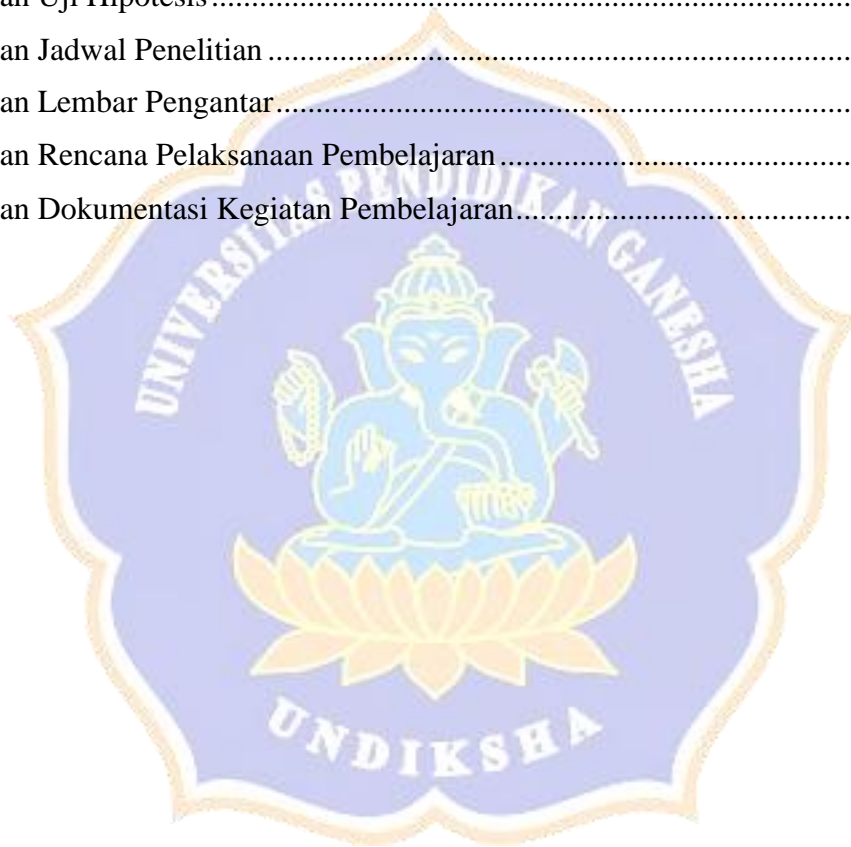 an Uji Hipotesis ....................................................................................
an Jadwal Penelitian ............................................................................
an Lembar Pengantar...........................................................................
an Rencana Pelaksanaan Pembelajaran ..............................................
an Dokumentasi Kegiatan Pembelajaran............................................
UNIVERSITAS PENDIDIKAN GANESHA
UNDIKSHA